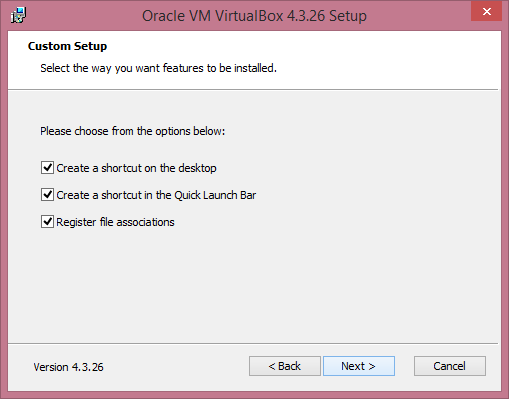 Oracle VM VirtualBox 4.3.26 Setup
Custom Setup
Select the way you want features to be installed.
Please choose from the options below:
Create a shortcut on the desktop
Create a shortcut in the Quick Launch Bar
Register file associations
Version 4.3.26
< Back
Next >
Cancel